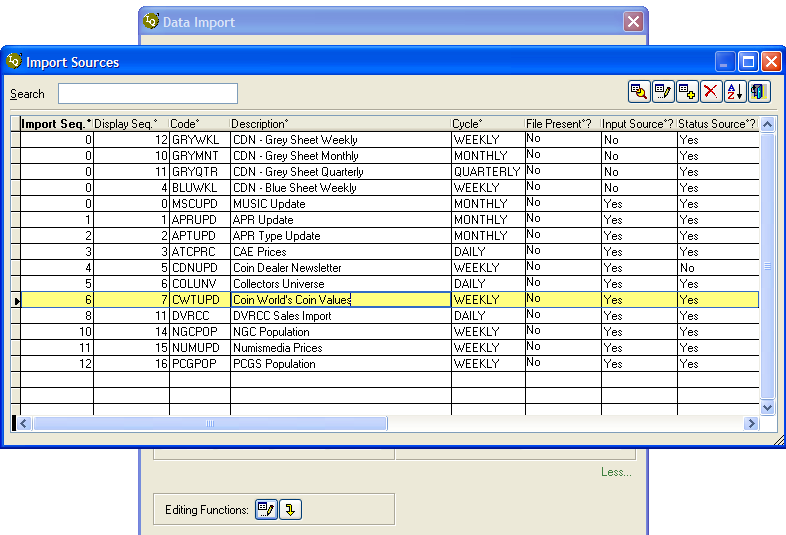 Data Import
Import Sources
Search
Import Seq.* Display Seq.* Code* Description* Cycle* File Present*? Input Source*? Status Source*?
0 12 GRYWKL CDN - Grey Sheet Weekly WEEKLY No No Yes
0 10 GRYMNT CDN - Grey Sheet Monthly MONTHLY No No Yes
0 11 GRYQTR CDN - Grey Sheet Quarterly QUARTERLY No No Yes
0 4 BLUWKL CDN - Blue Sheet Weekly WEEKLY No No Yes
0 0 MSCUPD MUSIC Update MONTHLY No Yes Yes
1 1 APRUPD APR Update MONTHLY No Yes Yes
2 2 APTUPD APR Type Update MONTHLY No Yes Yes
3 3 ATCPRC CAE Prices DAILY No Yes Yes
4 5 CDNUPD Coin Dealer Newsletter WEEKLY No Yes No
5 6 COLUNV Collectors Universe DAILY No Yes Yes
6 7 CWTUPD Coin World's Coin Values WEEKLY No Yes Yes
8 11 DVRCC DVRCC Sales Import DAILY No Yes Yes
10 14 NGCPOP NGC Population WEEKLY No Yes Yes
11 15 NUMUPD Numismedia Prices WEEKLY No Yes Yes
12 16 PCGPOP PCGS Population WEEKLY No Yes Yes
Less...
Editing Functions: